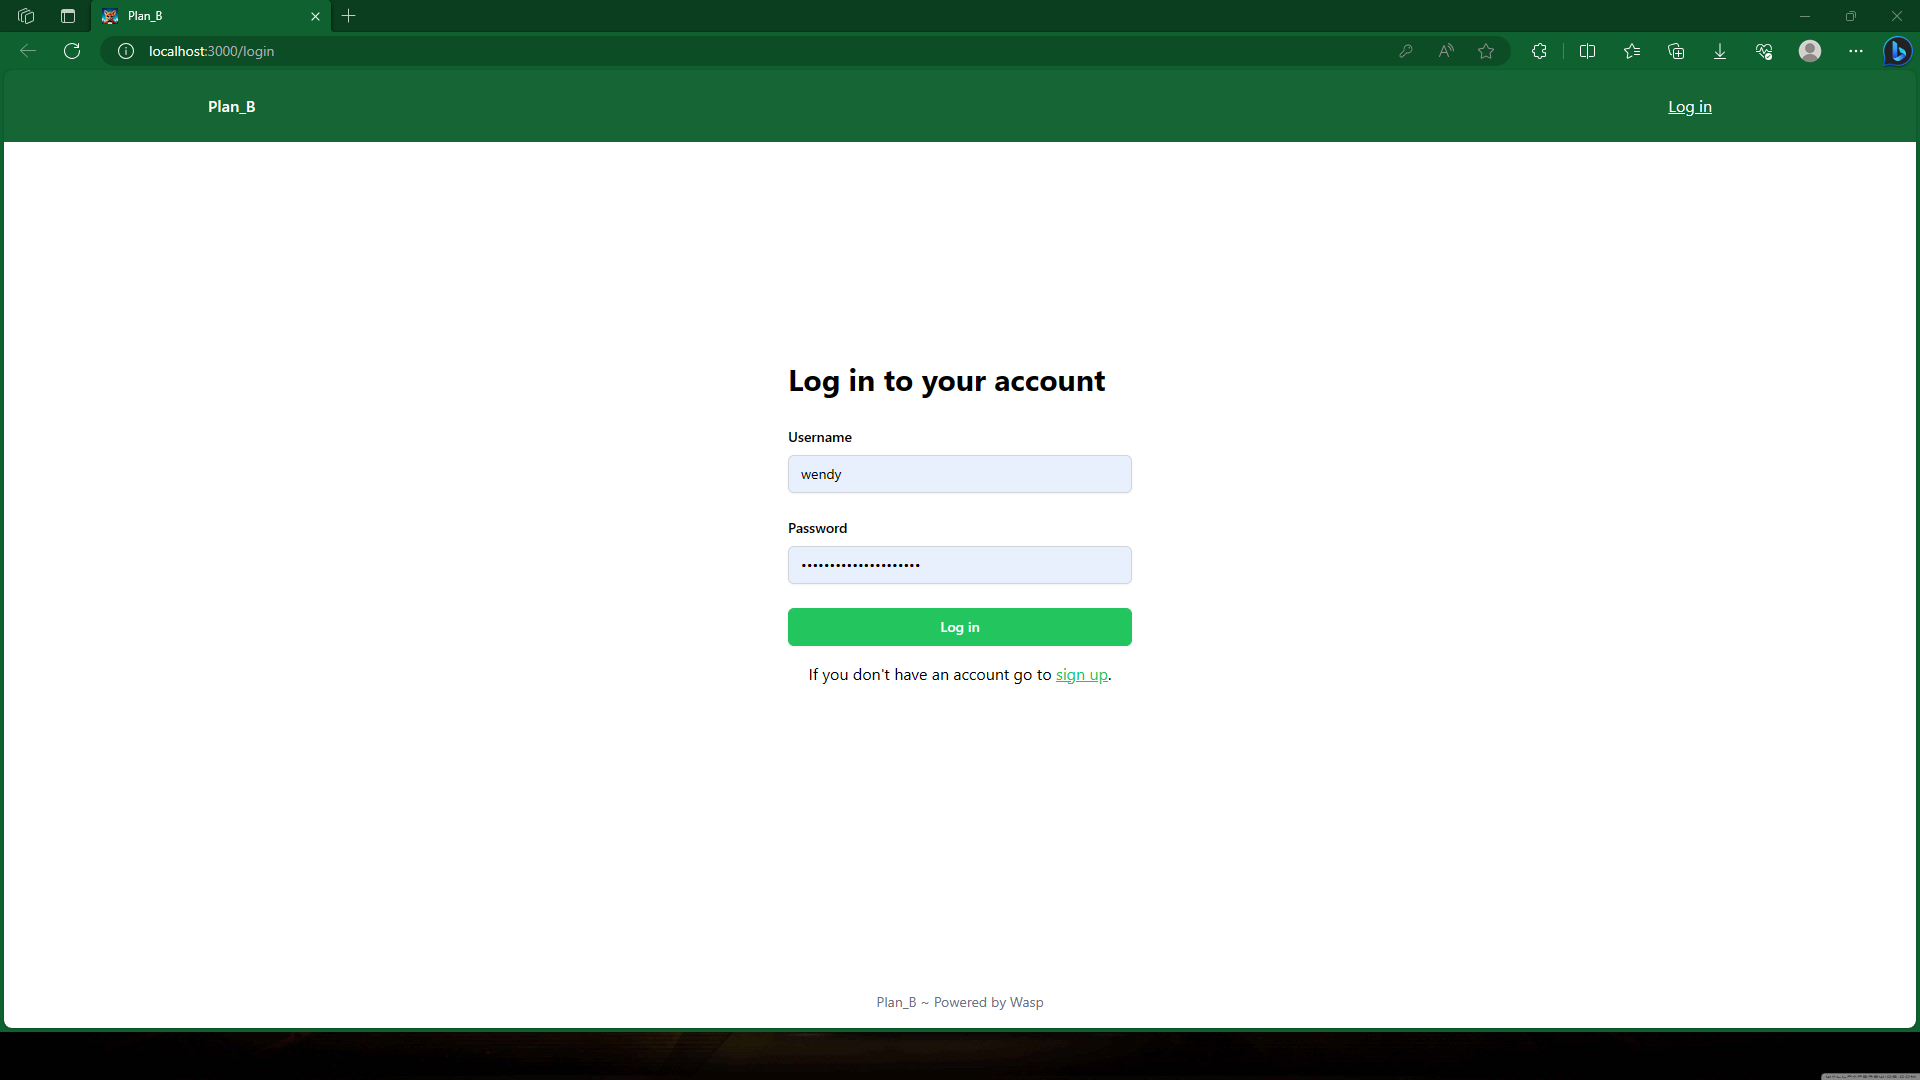 Plan_B
localhost:3000/login
Plan_B
Log in
Log in to your account
Username
wendy
Password
•••••••••••••••••••••
Log in
If you don't have an account go to sign up.
Plan_B ~ Powered by Wasp